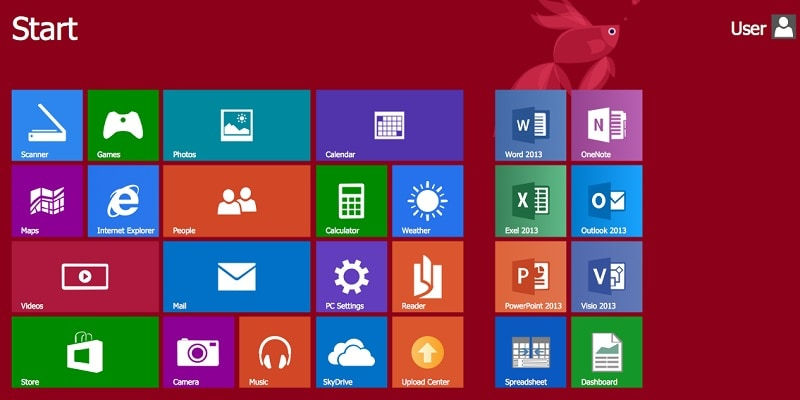 Start
User
Scanner
Games
Photos
Calendar
Word 2013
OneNote
Maps
Internet Explorer
People
Calculator
Weather
Exel 2013
Outlook 2013
Videos
Mail
PC Settings
Reader
PowerPoint 2013
Visio 2013
Store
Camera
Music
SkyDrive
Upload Center
Spreadsheet
Dashboard